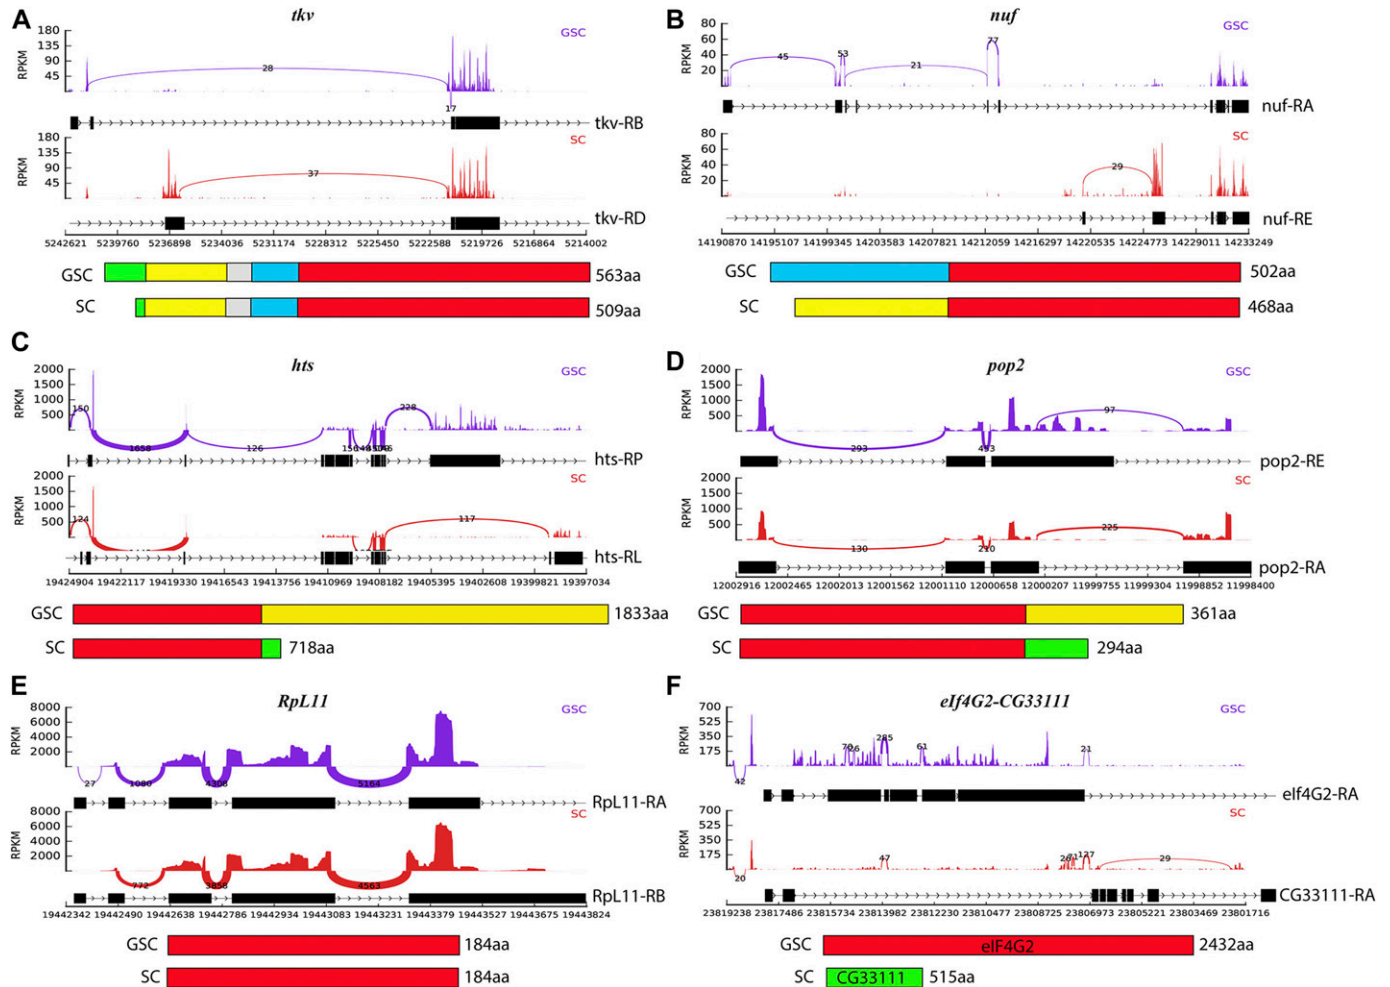 A
tkv
GSC
RPKM
180
135
90
45
28
17
tkv-RB
SC
RPKM
180
135
90
45
37
tkv-RD
5242621 5239760 5236898 5234036 5231174 5228312 5225450 5222588 5219726 5216864 5214002
GSC 563aa
SC 509aa
B
nuf
GSC
RPKM
80
60
40
20
45 53 21 77
nuf-RA
SC
RPKM
80
60
40
20
29
nuf-RE
14190870 14195107 14199345 14203583 14207821 14212059 14216297 14220535 14224773 14229011 14233249
GSC 502aa
SC 468aa
C
hts
GSC
RPKM
2000
1500
1000
500
150 1658 126 228
hts-RP
SC
RPKM
2000
1500
1000
500
124 117
hts-RL
19424904 19422117 19419330 19416543 19413756 19410969 19408182 19405395 19402608 19399821 19397034
GSC 1833aa
SC 718aa
D
pop2
GSC
RPKM
2000
1500
1000
500
293 453 97
pop2-RE
SC
RPKM
2000
1500
1000
500
130 210 225
pop2-RA
12002916 12002465 12002013 12001562 12001110 12000658 12000207 11999755 11999304 11998852 11998400
GSC 361aa
SC 294aa
E
RpL11
GSC
RPKM
8000
6000
4000
2000
27 1080 4308 5164
RpL11-RA
SC
RPKM
8000
6000
4000
2000
772 3858 4563
RpL11-RB
19442342 19442490 19442638 19442786 19442934 19443083 19443231 19443379 19443527 19443675 19443824
GSC 184aa
SC 184aa
F
eIf4G2-CG33111
GSC
RPKM
700
525
350
175
42 70 285 61 21
elf4G2-RA
SC
RPKM
700
525
350
175
20 47 127 29
CG33111-RA
23819238 23817486 23815734 23813982 23812230 23810477 23808725 23806973 23805221 23803469 23801716
GSC eIF4G2 2432aa
SC CG33111 515aa